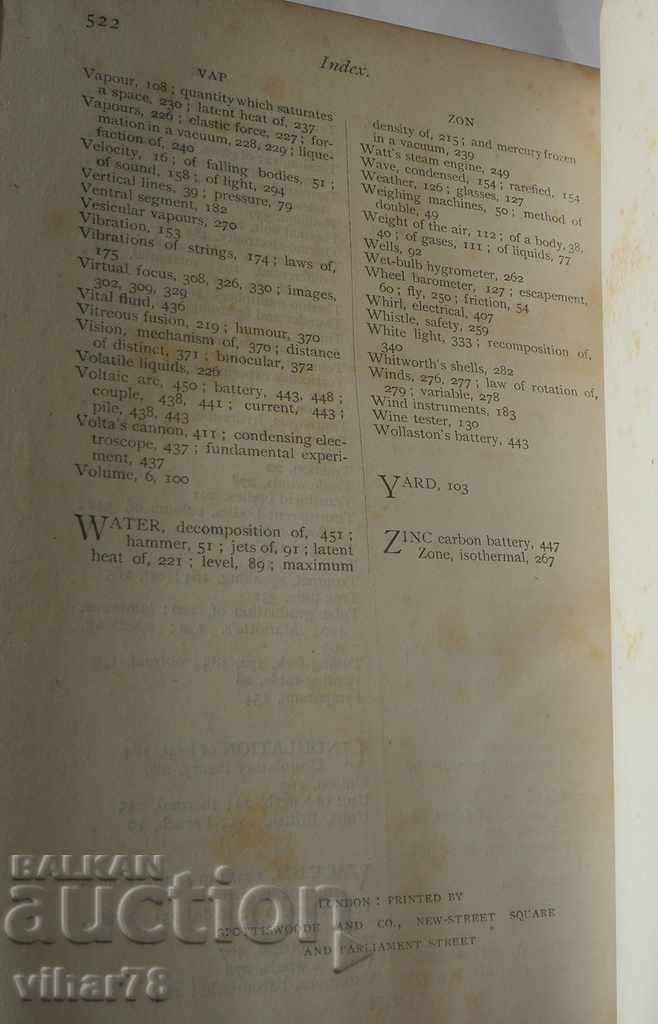 522
Index.
VAP
Vapour, 108 ; quantity which saturates
a space, 230 ; latent heat of, 237
Vapours, 226 ; elastic force, 227 ; for-
mation in a vacuum, 228, 229 ; lique-
faction of, 240
Velocity, 16 ; of falling bodies, 51 ;
of sound, 158 ; of light, 294
Vertical lines, 39 ; pressure, 79
Ventral segment, 182
Vesicular vapours, 270
Vibration, 153
Vibrations of strings, 174 ; laws of,
175
Virtual focus, 308, 326, 330 ; images,
302, 309, 329
Vital fluid, 436
Vitreous fusion, 219 ; humour, 370
Vision, mechanism of, 370 ; distance
of distinct, 371 ; binocular, 372
Volatile liquids, 226
Voltaic arc, 450 ; battery, 443, 448 ;
couple, 438, 441 ; current, 443 ;
pile, 438, 443
Volta's cannon, 411 ; condensing elec-
troscope, 437 ; fundamental experi-
ment, 437
Volume, 6, 100
WATER, decomposition of, 451 ;
hammer, 51 ; jets of, 91 ; latent
heat of, 221 ; level, 89 ; maximum
ZON
density of, 215 ; and mercury frozen
in a vacuum, 239
Watt's steam engine, 249
Wave, condensed, 154 ; rarefied, 154
Weather, 126 ; glasses, 127
Weighing machines, 50 ; method of
double, 49
Weight of the air, 112 ; of a body, 38,
40 ; of gases, 111 ; of liquids, 77
Wells, 92
Wet-bulb hygrometer, 262
Wheel barometer, 127 ; escapement,
60 ; fly, 250 ; friction, 54
Whirl, electrical, 407
Whistle, safety, 259
White light, 333 ; recomposition of,
340
Whitworth's shells, 282
Winds, 276, 277 ; law of rotation of,
279 ; variable, 278
Wind instruments, 183
Wine tester, 130
Wollaston's battery, 443
YARD, 103
ZINC carbon battery, 447
Zone, isothermal, 267
LONDON : PRINTED BY
SPOTTISWOODE AND CO., NEW-STREET SQUARE
AND PARLIAMENT STREET
BALKAN
auction
vihar78